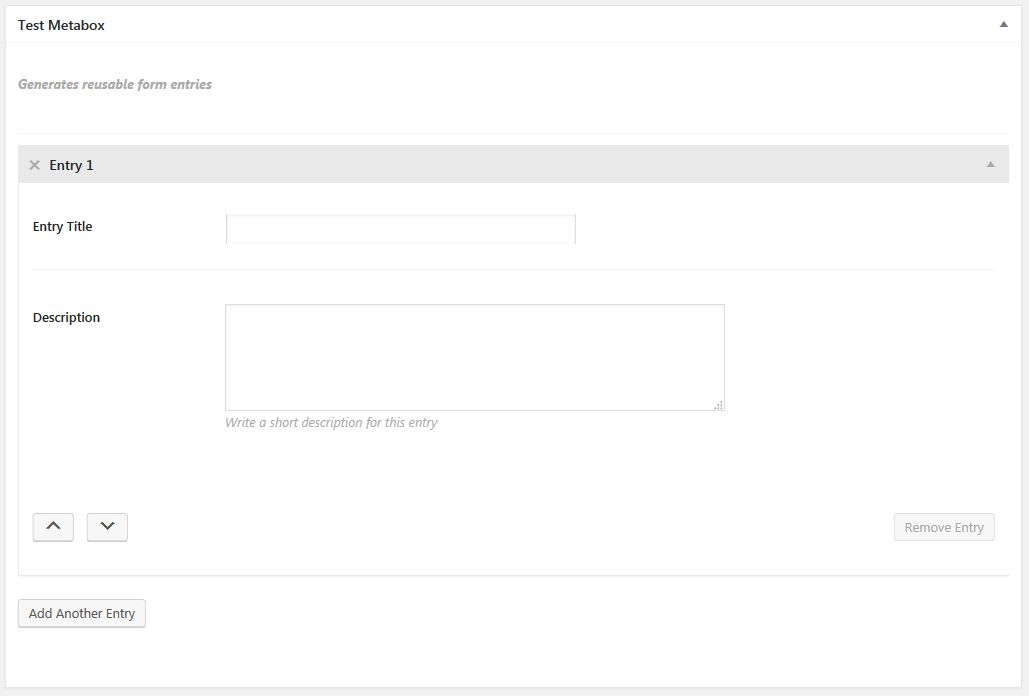 Test Metabox
Generates reusable form entries
Entry 1
Entry Title
Description
Write a short description for this entry
Remove Entry
Add Another Entry